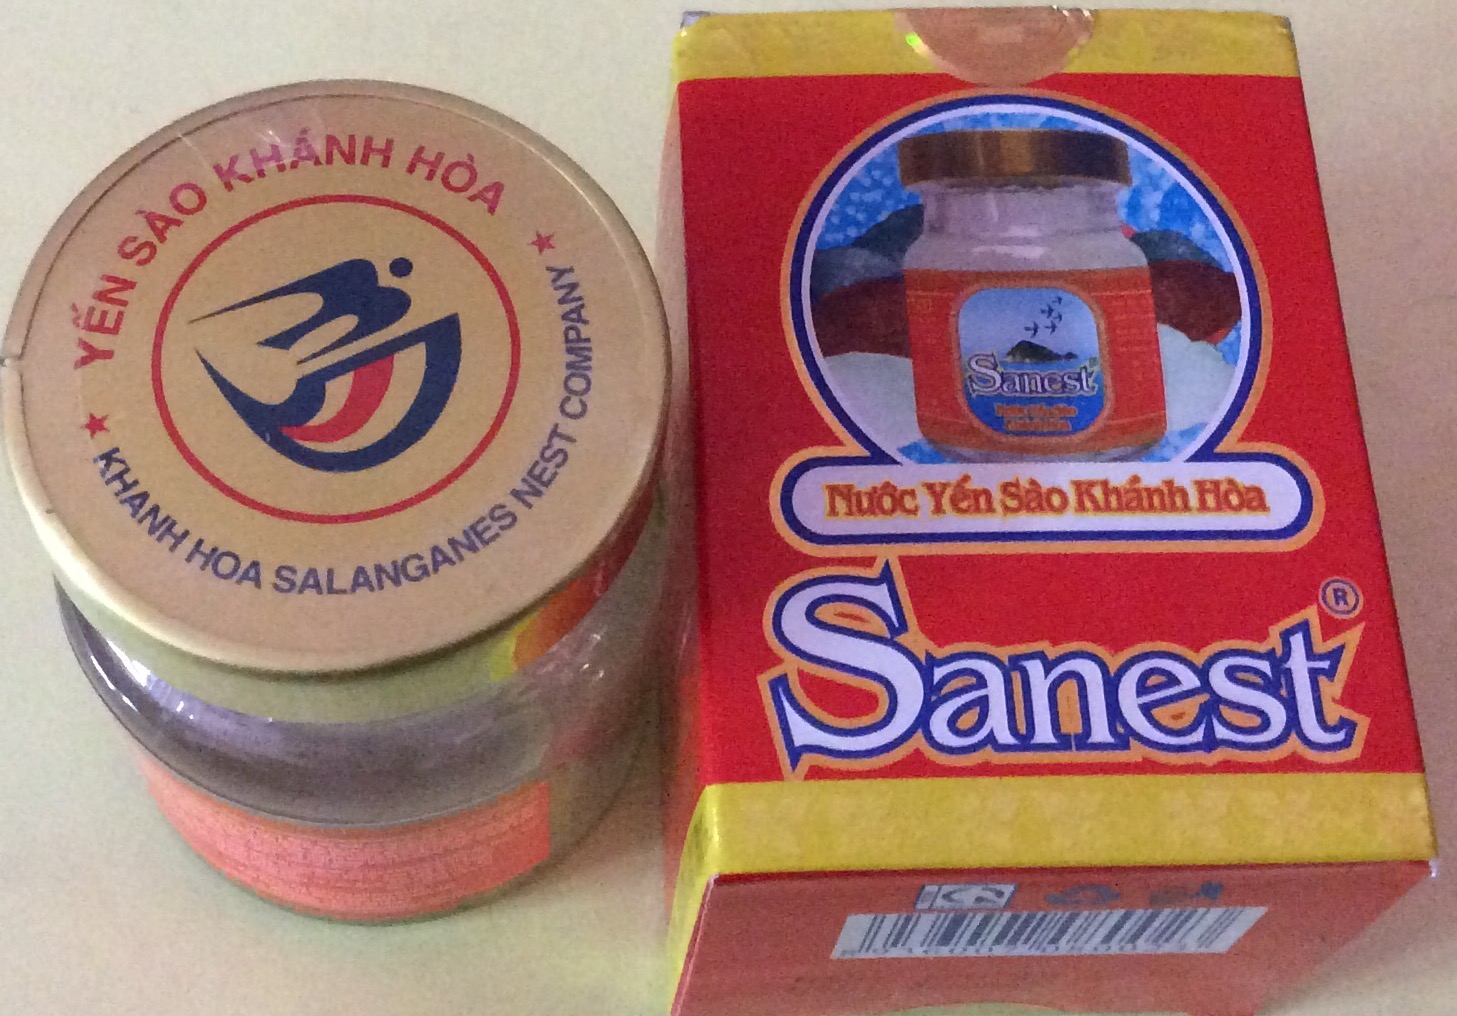 YẾN SÀO KHÁNH HÒA
★ KHANH HOA SALANGANES NEST COMPANY ★
Sanest
Nước Yến Sào Khánh Hòa
Sanest®